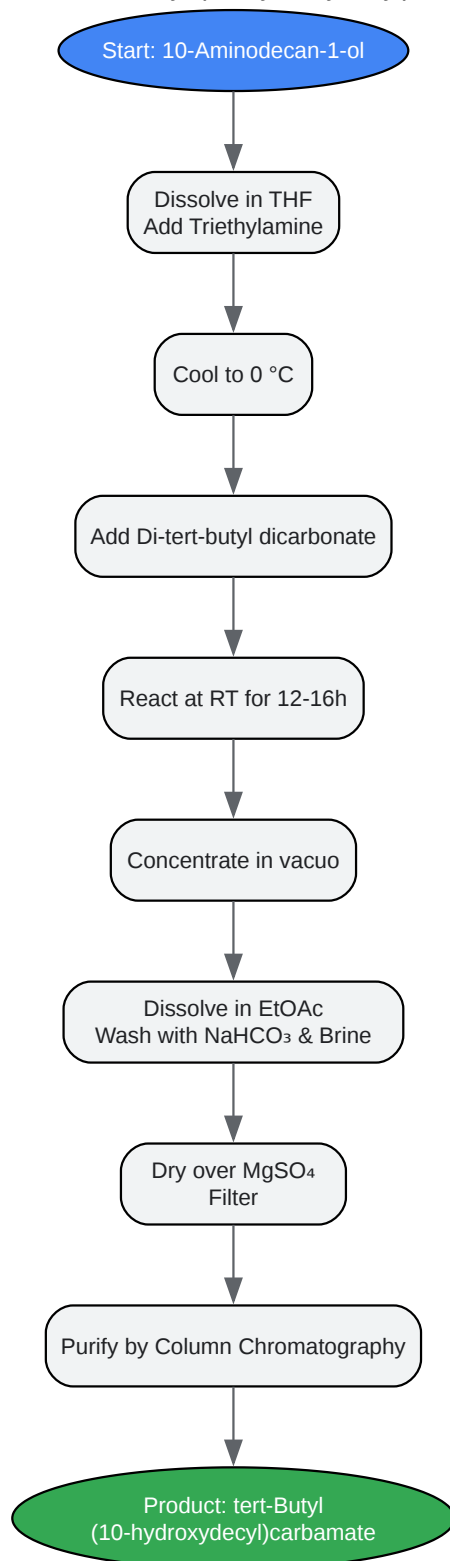 Start: 10-Aminodecan-1-ol
Dissolve in THF
Add Triethylamine
Cool to 0 °C
Add Di-tert-butyl dicarbonate
React at RT for 12-16h
Concentrate in vacuo
Dissolve in EtOAc
Wash with NaHCO₃ & Brine
Dry over MgSO₄
Filter
Purify by Column Chromatography
Product: tert-Butyl
(10-hydroxydecyl)carbamate